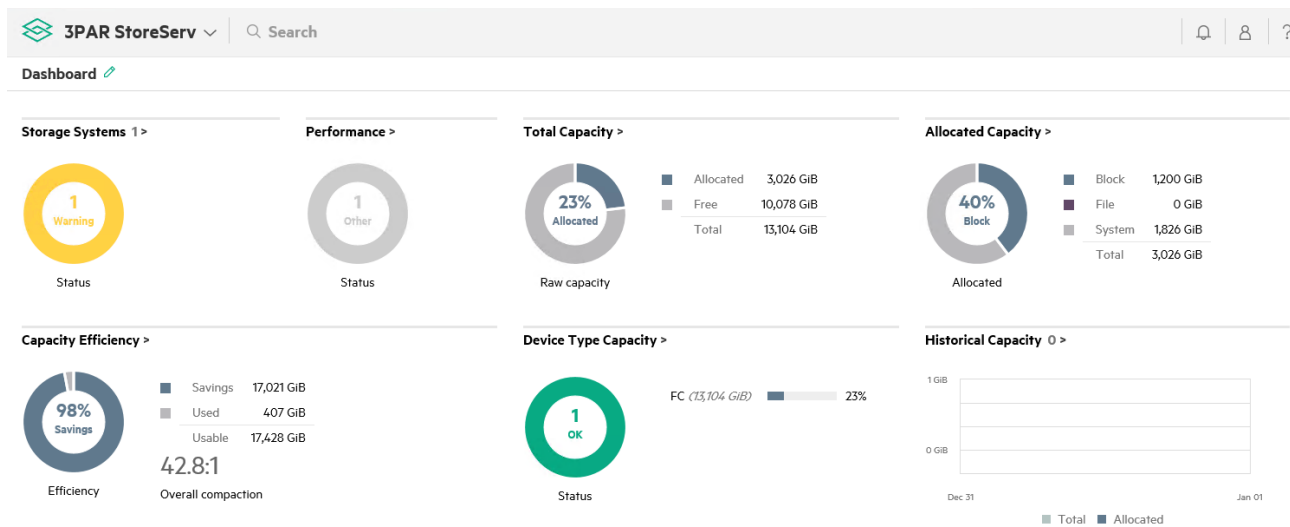 3PAR StoreServ
Search
?
Dashboard
Storage Systems 1 >
1
Warning
Status
Performance >
1
Other
Status
Total Capacity >
23%
Allocated
Raw capacity
Allocated 3,026 GiB
Free 10,078 GiB
Total 13,104 GiB
Allocated Capacity >
40%
Block
Allocated
Block 1,200 GiB
File 0 GiB
System 1,826 GiB
Total 3,026 GiB
Capacity Efficiency >
98%
Savings
Efficiency
Savings 17,021 GiB
Used 407 GiB
Usable 17,428 GiB
42.8:1
Overall compaction
Device Type Capacity >
1
OK
Status
FC (13,104 GiB) 23%
Historical Capacity 0 >
1 GiB
0 GiB
Dec 31 Jan 01
Total Allocated